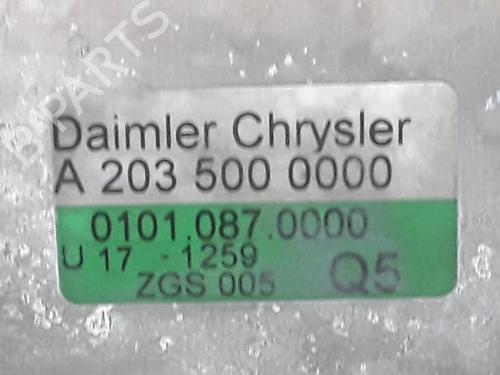 Daimler Chrysler
A 203 500 0000
0101.087.0000
U 17 - 1259
ZGS 005 Q5
B-PARTS